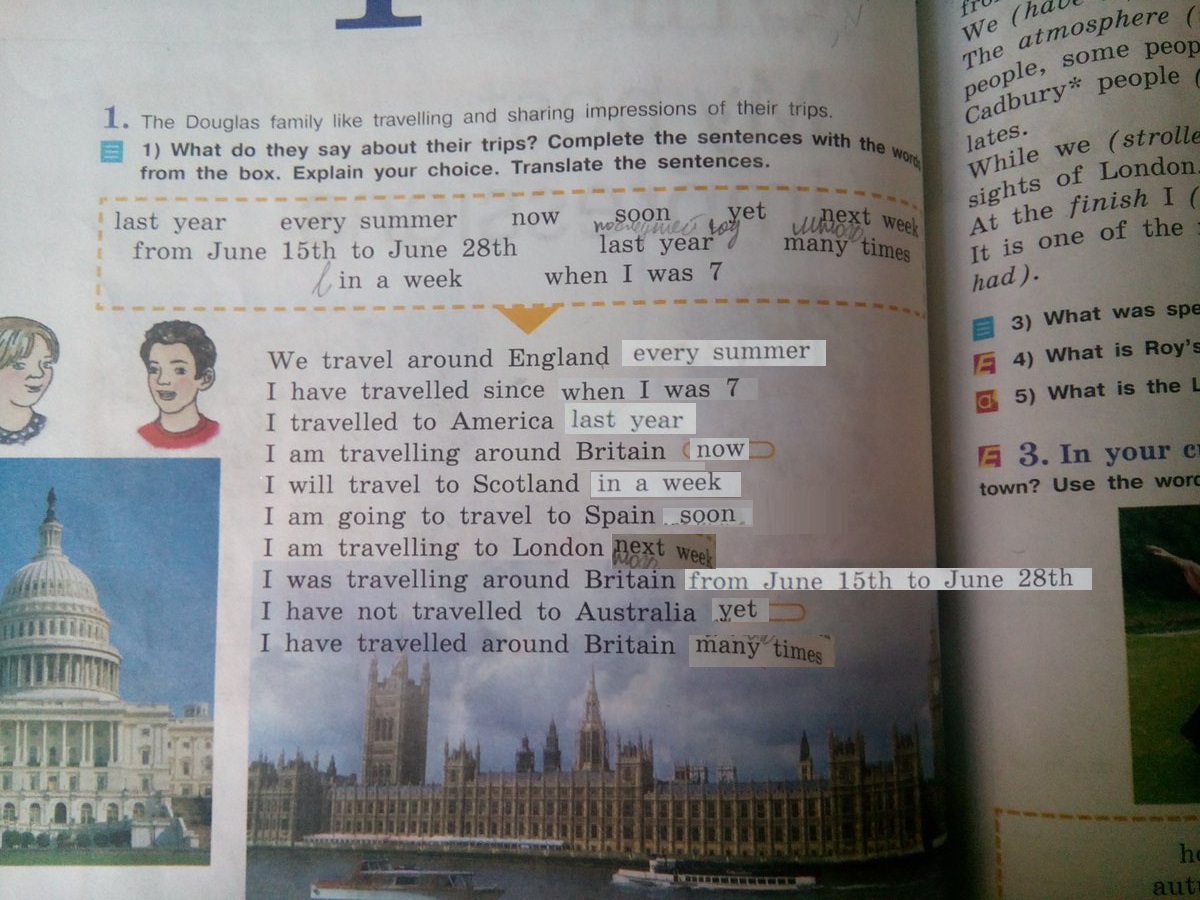 1. The Douglas family like travelling and sharing impressions of their trips.
1) What do they say about their trips? Complete the sentences with the words
from the box. Explain your choice. Translate the sentences.
last year every summer now soon yet next week
from June 15th to June 28th last year many times
in a week when I was 7
We travel around England every summer
I have travelled since when I was 7
I travelled to America last year
I am travelling around Britain now
I will travel to Scotland in a week
I am going to travel to Spain soon
I am travelling to London next week
I was travelling around Britain from June 15th to June 28th
I have not travelled to Australia yet
I have travelled around Britain many times
We (have
The atmosphere (
people, some peop
Cadbury* people (
lates.
While we (strolle
sights of London.
At the finish I (
It is one of the
had).
3) What was spe
4) What is Roy's
5) What is the L
3. In your c
town? Use the word
autu